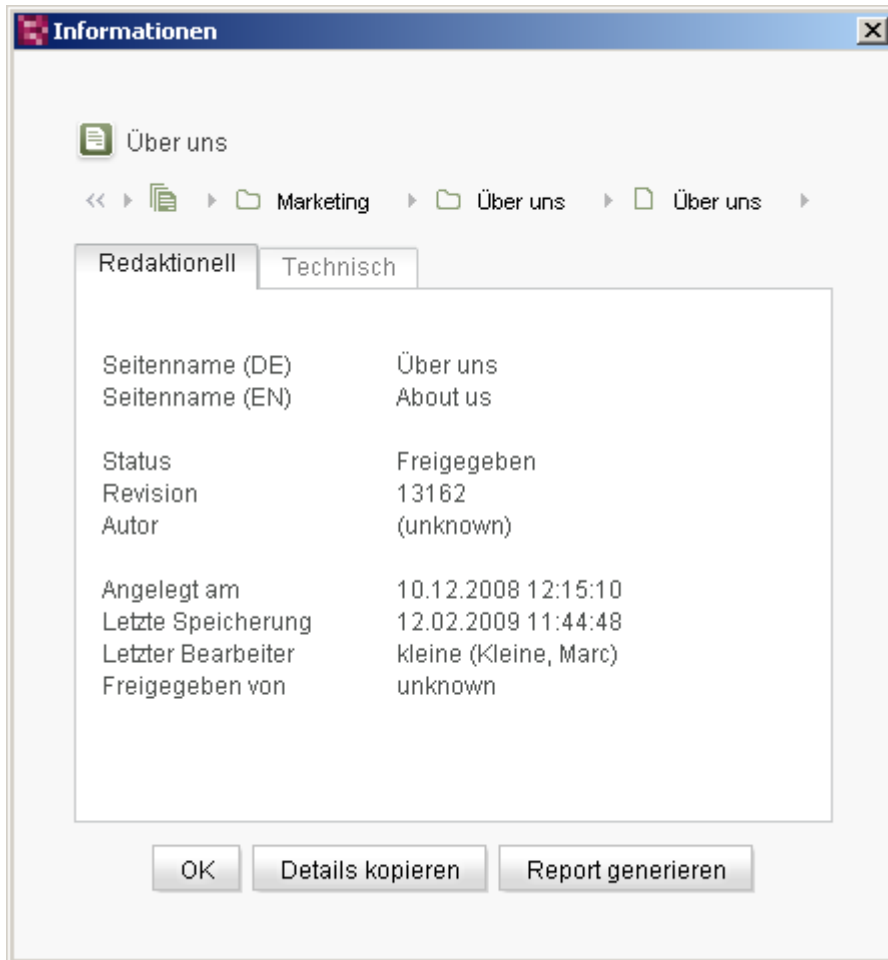 Informationen
Über uns
Marketing Über uns Über uns
Redaktionell Technisch
Seitenname (DE) Über uns
Seitenname (EN) About us
Status Freigegeben
Revision 13162
Autor (unknown)
Angelegt am 10.12.2008 12:15:10
Letzte Speicherung 12.02.2009 11:44:48
Letzter Bearbeiter kleine (Kleine, Marc)
Freigegeben von unknown
OK Details kopieren Report generieren